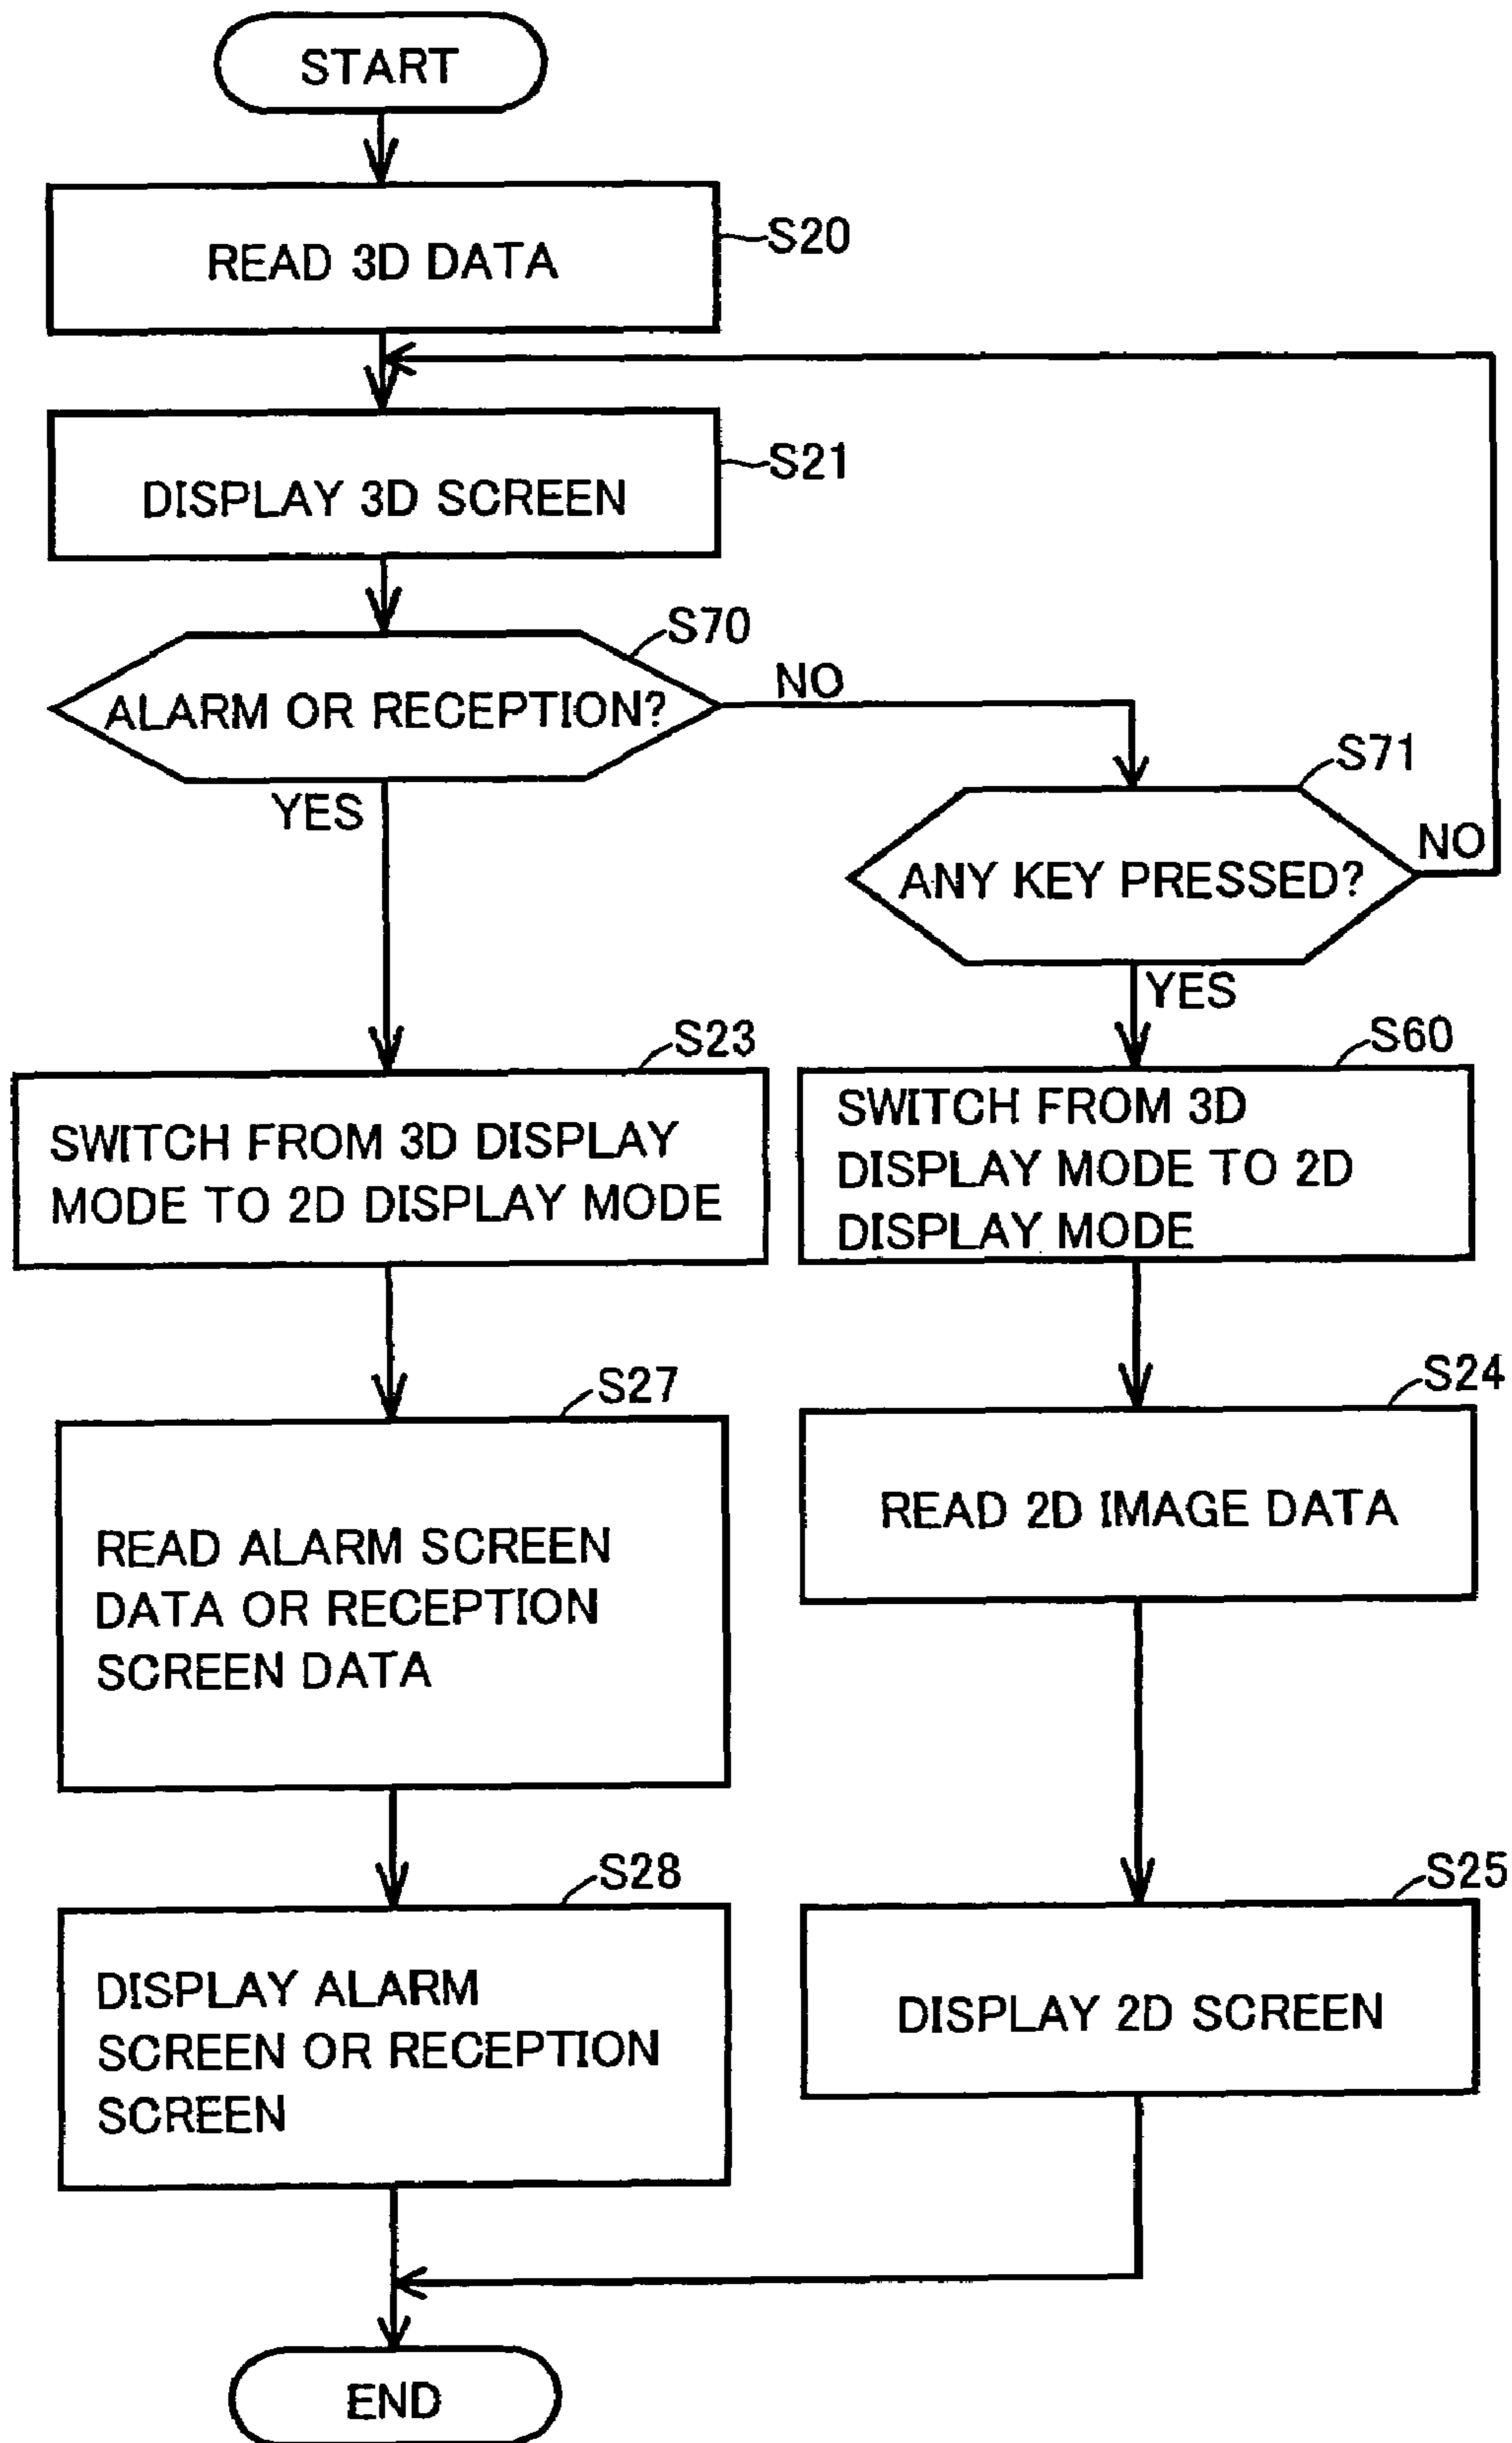 START
READ 3D DATA
S20
DISPLAY 3D SCREEN
S21
S70
ALARM OR RECEPTION?
NO
YES
S71
ANY KEY PRESSED?
NO
YES
S23
SWITCH FROM 3D DISPLAY
MODE TO 2D DISPLAY MODE
S60
SWITCH FROM 3D
DISPLAY MODE TO 2D
DISPLAY MODE
S27
READ ALARM SCREEN
DATA OR RECEPTION
SCREEN DATA
S24
READ 2D IMAGE DATA
S28
DISPLAY ALARM
SCREEN OR RECEPTION
SCREEN
S25
DISPLAY 2D SCREEN
END